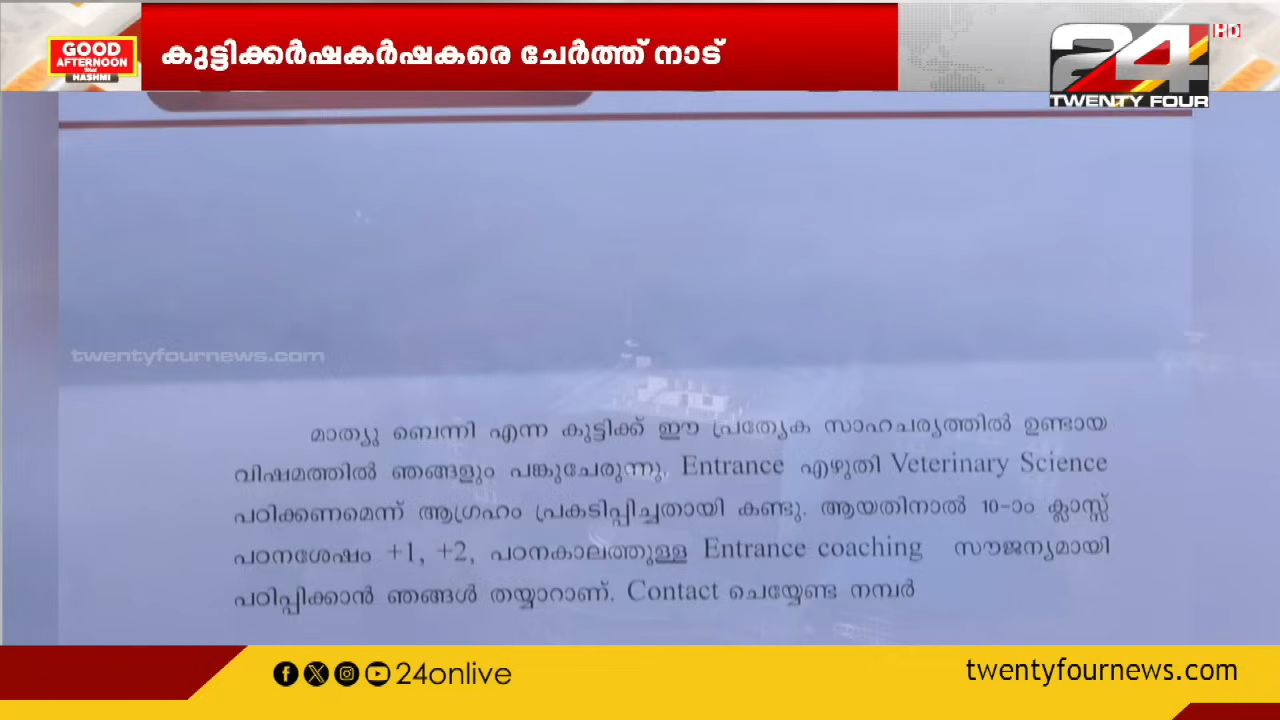 GOOD
AFTERNOON
With
HASHMI
കുട്ടിക്കർഷകർഷകരെ ചേർത്ത് നാട്
24
HD
TWENTY FOUR
twentyfournews.com
മാത്യു ബെന്നി എന്ന കുട്ടിക്ക് ഈ പ്രത്യേക സാഹചര്യത്തിൽ ഉണ്ടായ
വിഷമത്തിൽ ഞങ്ങളും പങ്കുചേരുന്നു. Entrance എഴുതി Veterinary Science
പഠിക്കണമെന്ന് ആഗ്രഹം പ്രകടിപ്പിച്ചതായി കണ്ടു. ആയതിനാൽ 10-ാം ക്ലാസ്സ്
പഠനശേഷം +1, +2, പഠനകാലത്തുള്ള Entrance coaching സൗജന്യമായി
പഠിപ്പിക്കാൻ ഞങ്ങൾ തയ്യാറാണ്. Contact ചെയ്യേണ്ട നമ്പർ
24onlive
twentyfournews.com